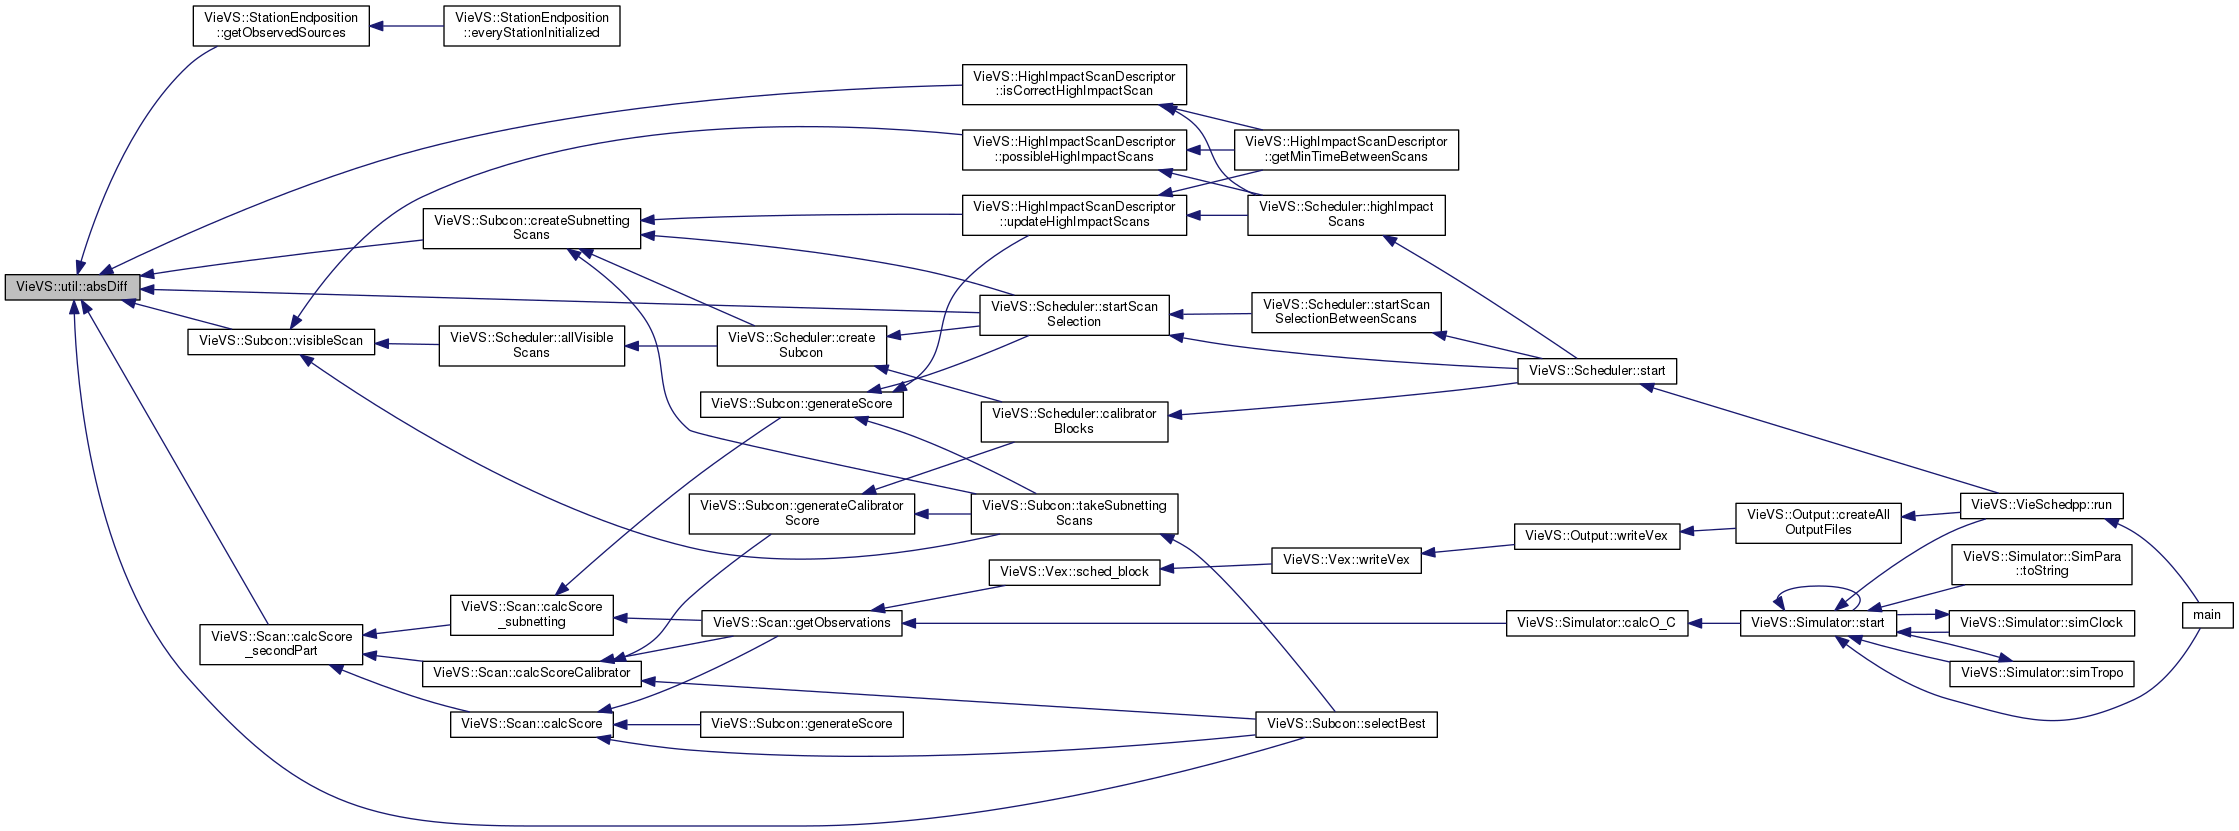 VieVS::StationEndposition
::getObservedSources
VieVS::StationEndposition
::everyStationInitialized
VieVS::HighImpactScanDescriptor
::isCorrectHighImpactScan
VieVS::HighImpactScanDescriptor
::possibleHighImpactScans
VieVS::HighImpactScanDescriptor
::getMinTimeBetweenScans
VieVS::Subcon::createSubnetting
Scans
VieVS::HighImpactScanDescriptor
::updateHighImpactScans
VieVS::Scheduler::highImpact
Scans
VieVS::util::absDiff
VieVS::Subcon::visibleScan
VieVS::Scheduler::allVisible
Scans
VieVS::Scheduler::create
Subcon
VieVS::Scheduler::startScan
Selection
VieVS::Scheduler::startScan
SelectionBetweenScans
VieVS::Scheduler::start
VieVS::Subcon::generateScore
VieVS::Scheduler::calibrator
Blocks
VieVS::Subcon::generateCalibrator
Score
VieVS::Subcon::takeSubnetting
Scans
VieVS::Vex::sched_block
VieVS::Vex::writeVex
VieVS::Output::writeVex
VieVS::Output::createAll
OutputFiles
VieVS::VieSchedpp::run
VieVS::Simulator::SimPara
::toString
VieVS::Scan::calcScore
_secondPart
VieVS::Scan::calcScore
_subnetting
VieVS::Scan::getObservations
VieVS::Simulator::calcO_C
VieVS::Simulator::start
VieVS::Simulator::simClock
main
VieVS::Scan::calcScoreCalibrator
VieVS::Simulator::simTropo
VieVS::Scan::calcScore
VieVS::Subcon::generateScore
VieVS::Subcon::selectBest